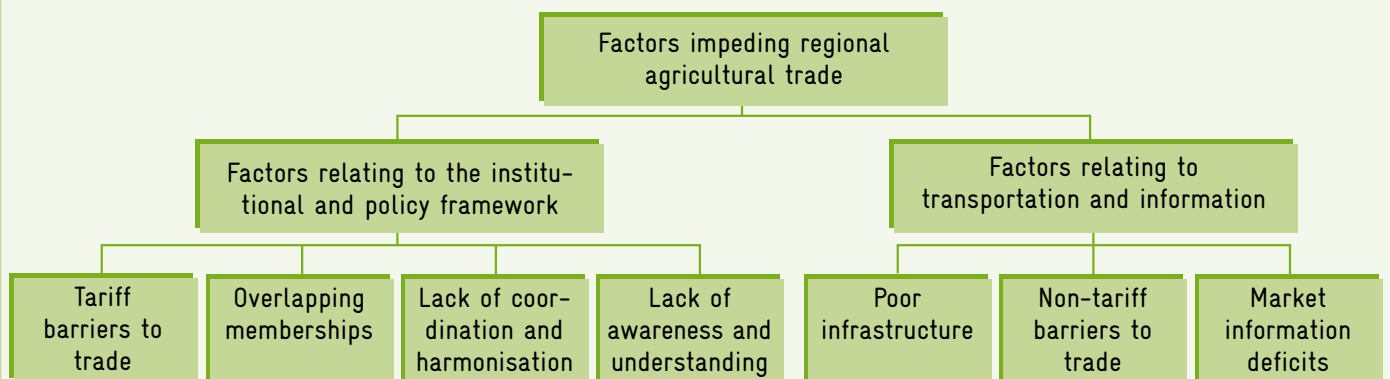 Factors impeding regional
agricultural trade
Factors relating to the institu-
tional and policy framework
Factors relating to
transportation and information
Tariff
barriers to
trade
Overlapping
memberships
Lack of coor-
dination and
harmonisation
Lack of
awareness and
understanding
Poor
infrastructure
Non-tariff
barriers to
trade
Market
information
deficits